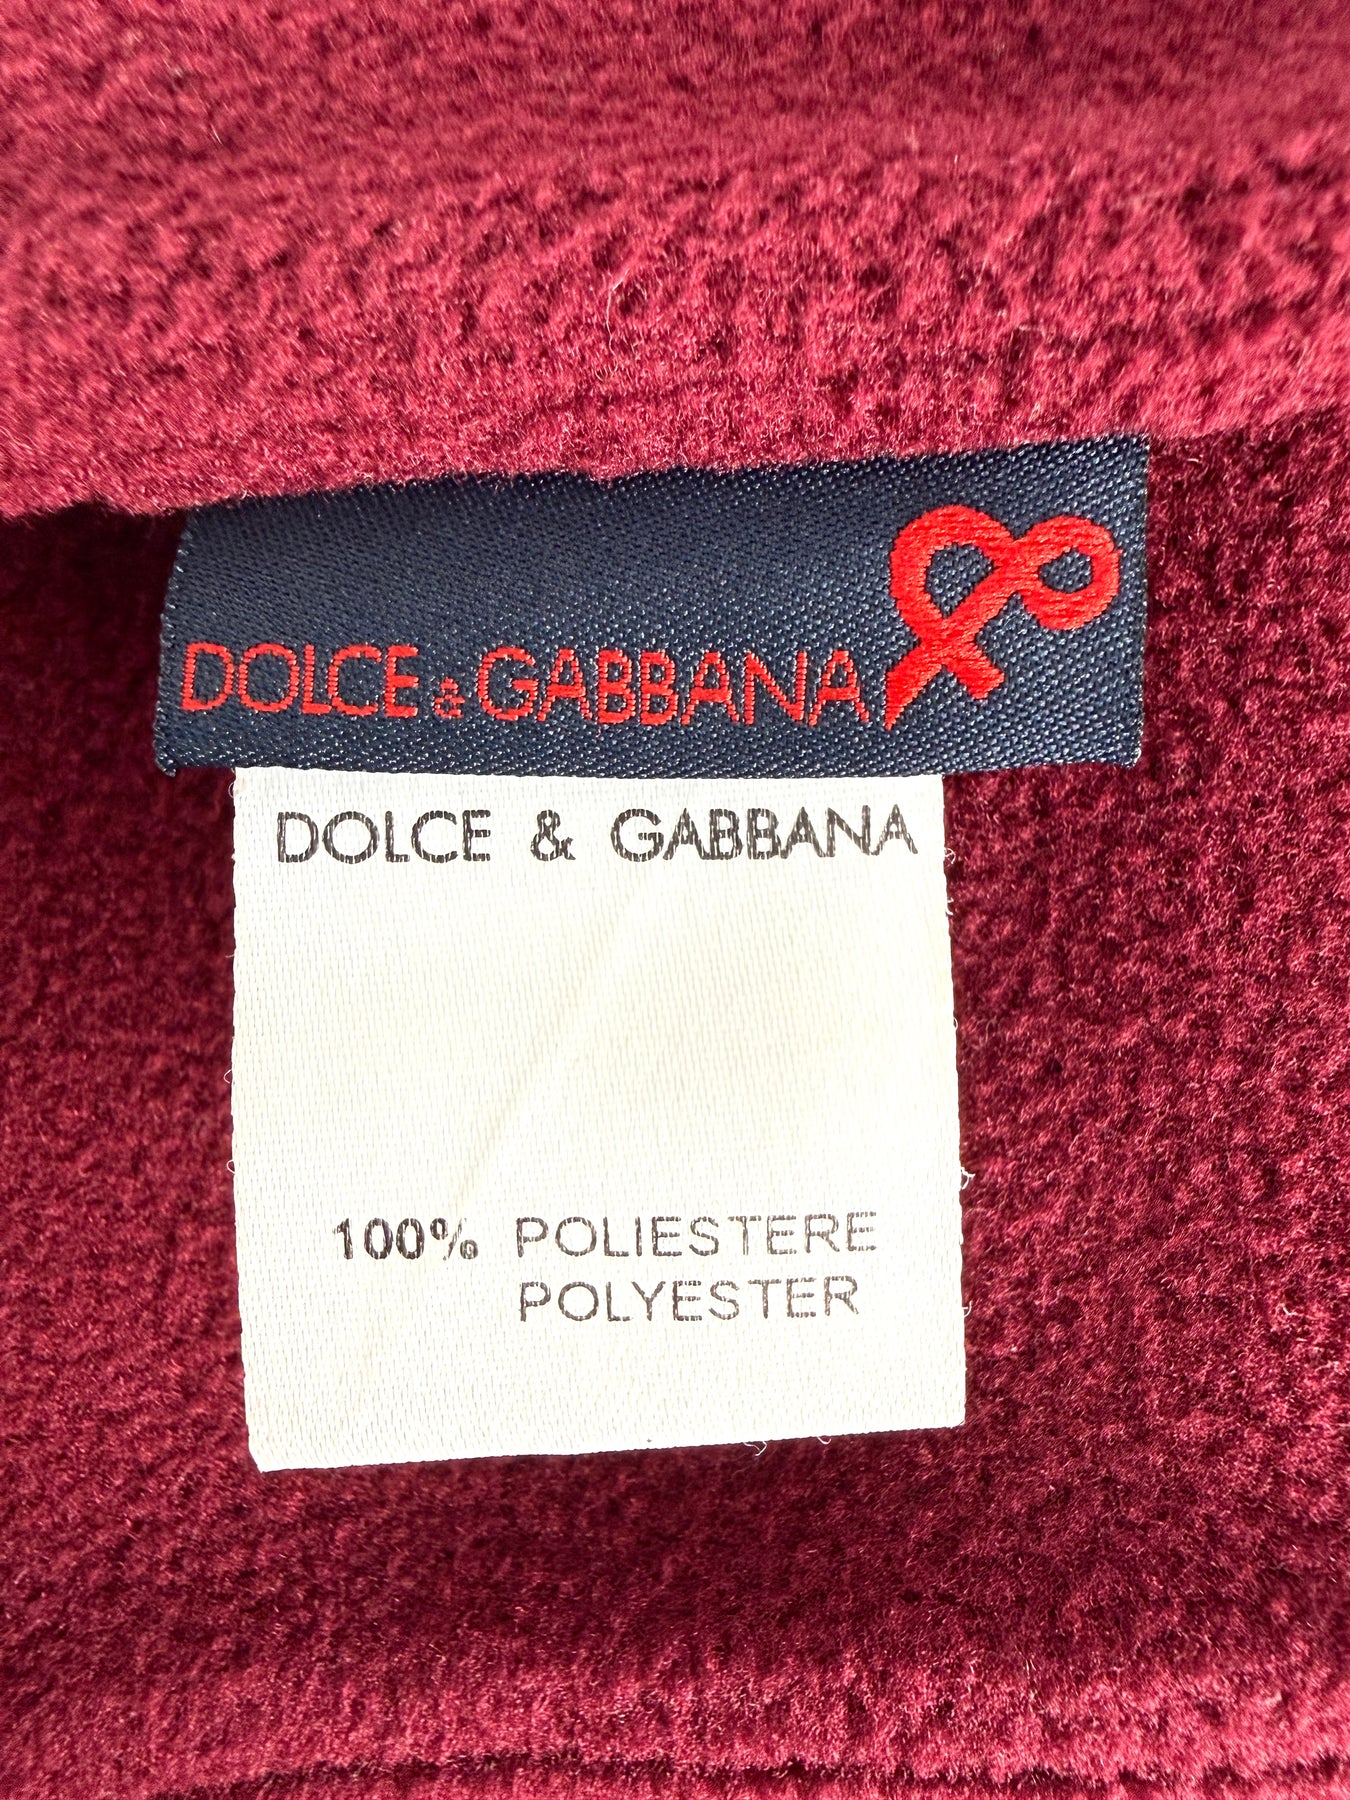 DOLCE & GABBANA
DOLCE & GABBANA
100% POLIESTERE
POLYESTER